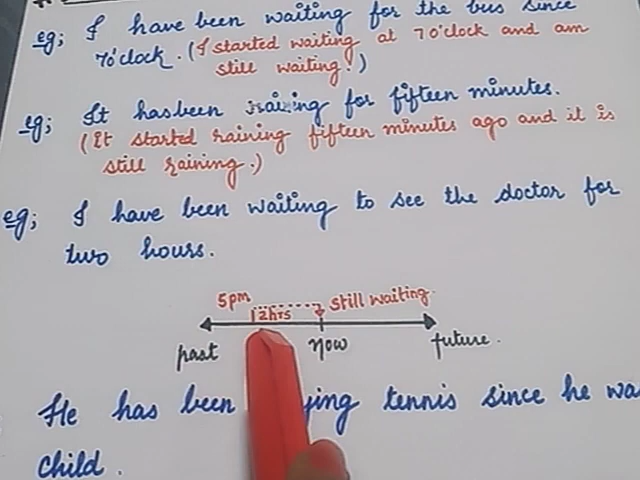 eg; I have been waiting for the bus since
7o'clock. (I started waiting at 7o'clock and am
still waiting.)
eg; It hasbeen raining for fifteen minutes.
(It started raining fifteen minutes ago and it is
still raining.)
eg; I have been waiting to see the doctor for
two hours.
5pm
2hrs
still waiting.
past
now
future.
He has been tennis since he
child.